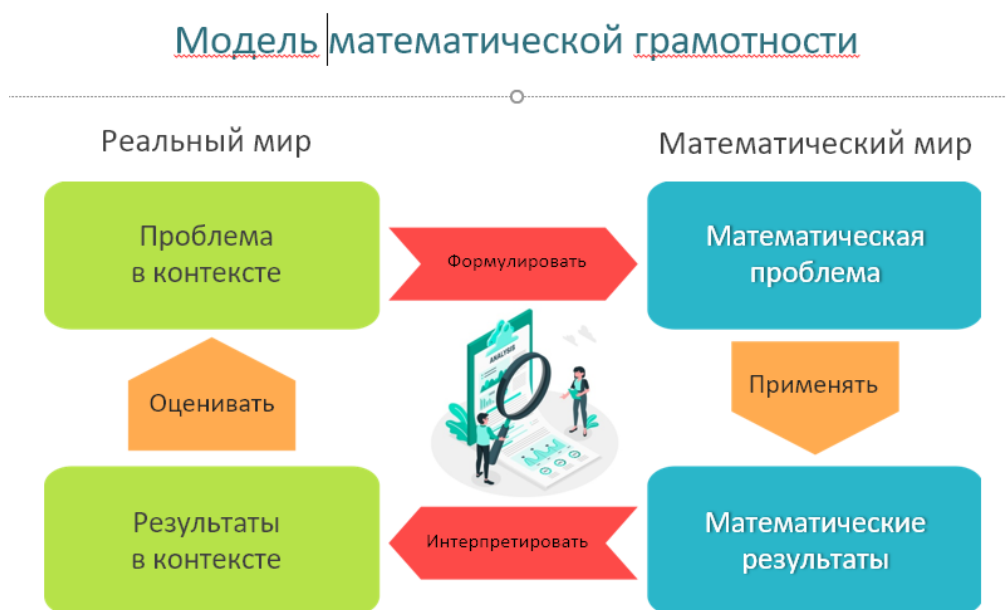 Модель математической грамотности
Реальный мир
Математический мир
Проблема
в контексте
Формулировать
Математическая
проблема
ANALYSIS
Оценивать
Применять
Результаты
в контексте
Интерпретировать
Математические
результаты